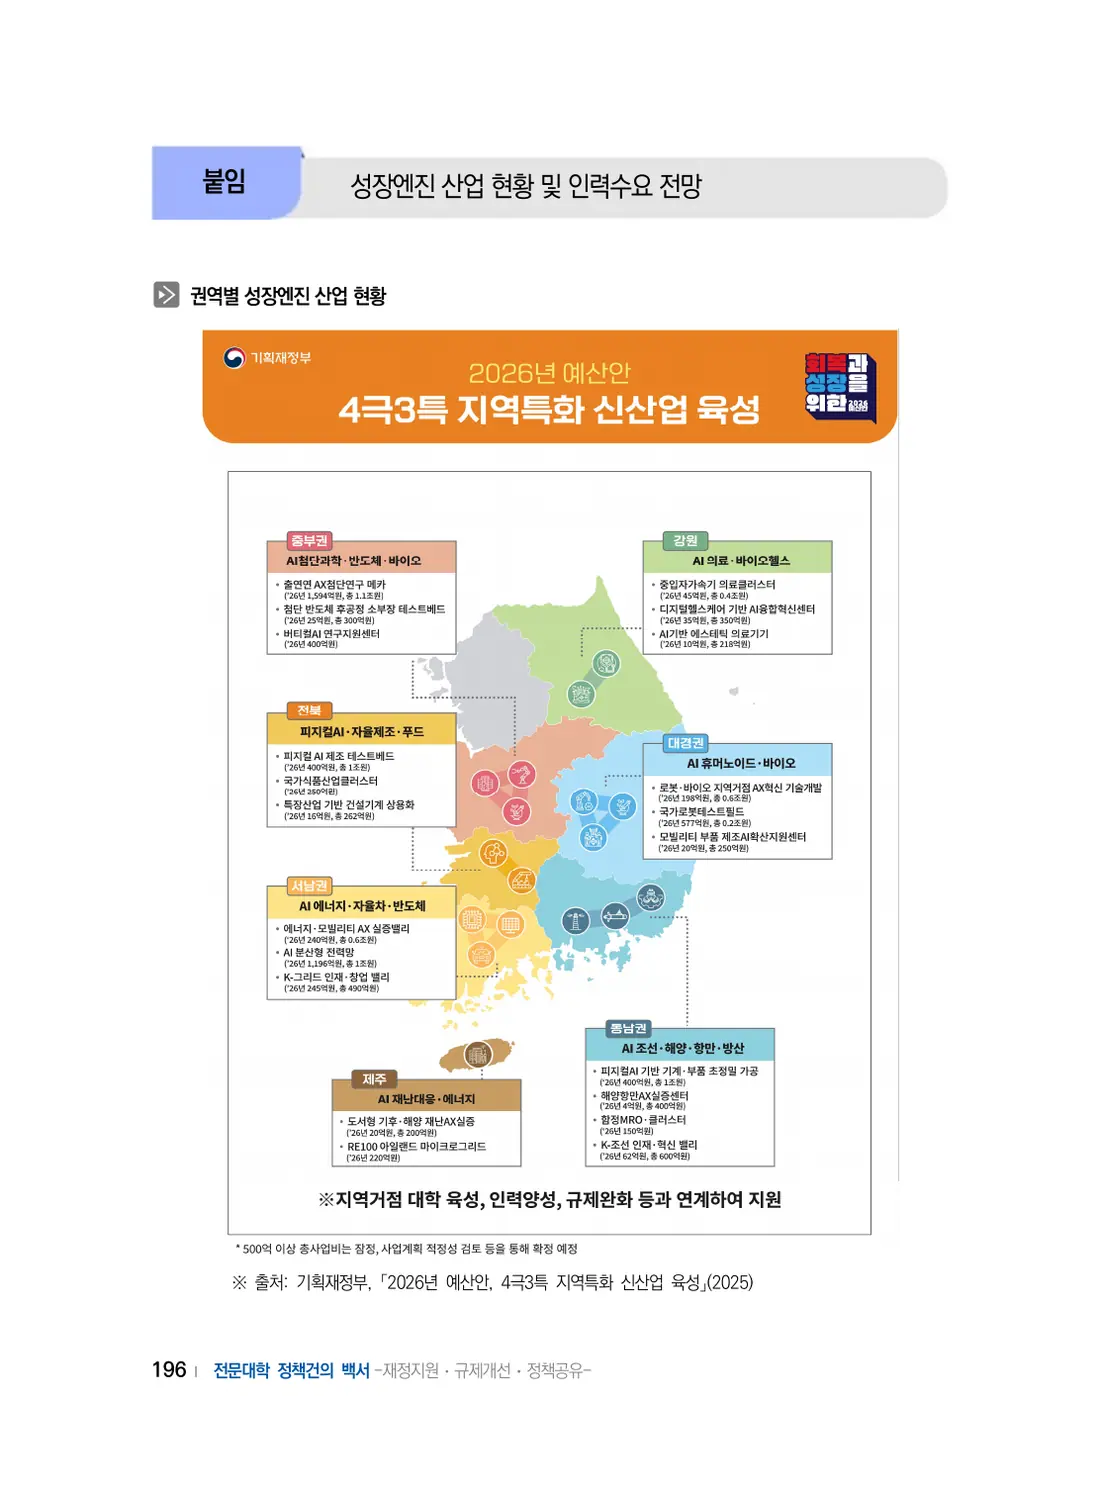 붙임
성장엔진 산업 현황 및 인력수요 전망
권역별 성장엔진 산업 현황
기획재정부
2026년 예산안
4극3특 지역특화 신산업 육성
회복과
성장을
위한 2026
예산안
중부권
AI첨단과학·반도체·바이오
• 출연연 AX첨단연구 메카
('26년 1,594억원, 총 1.1조원)
• 첨단 반도체 후공정 소부장 테스트베드
('26년 25억원, 총 300억원)
• 버티컬AI 연구지원센터
('26년 400억원)
강원
AI 의료·바이오헬스
• 중입자가속기 의료클러스터
('26년 45억원, 총 0.4조원)
• 디지털헬스케어 기반 AI융합혁신센터
('26년 35억원, 총 350억원)
• AI기반 에스테틱 의료기기
('26년 10억원, 총 218억원)
전북
피지컬AI·자율제조·푸드
• 피지컬 AI 제조 테스트베드
('26년 400억원, 총 1조원)
• 국가식품산업클러스터
('26년 250억원)
• 특장산업 기반 건설기계 상용화
('26년 16억원, 총 262억원)
대경권
AI 휴머노이드·바이오
• 로봇·바이오 지역거점 AX혁신 기술개발
('26년 198억원, 총 0.6조원)
• 국가로봇테스트필드
('26년 577억원, 총 0.2조원)
• 모빌리티 부품 제조AI확산지원센터
('26년 20억원, 총 250억원)
서남권
AI 에너지·자율차·반도체
• 에너지·모빌리티 AX 실증밸리
('26년 240억원, 총 0.6조원)
• AI 분산형 전력망
('26년 1,196억원, 총 1조원)
• K-그리드 인재·창업 밸리
('26년 245억원, 총 490억원)
동남권
AI 조선·해양·항만·방산
• 피지컬AI 기반 기계·부품 초정밀 가공
('26년 400억원, 총 1조원)
• 해양항만AX실증센터
('26년 4억원, 총 400억원)
• 함정MRO·클러스터
('26년 150억원)
• K-조선 인재·혁신 밸리
('26년 62억원, 총 600억원)
제주
AI 재난대응·에너지
• 도서형 기후·해양 재난AX실증
('26년 20억원, 총 200억원)
• RE100 아일랜드 마이크로그리드
('26년 220억원)
※지역거점 대학 육성, 인력양성, 규제완화 등과 연계하여 지원
* 500억 이상 총사업비는 잠정, 사업계획 적정성 검토 등을 통해 확정 예정
※ 출처: 기획재정부, 「2026년 예산안, 4극3특 지역특화 신산업 육성」(2025)
196 | 전문대학 정책건의 백서 -재정지원·규제개선·정책공유-